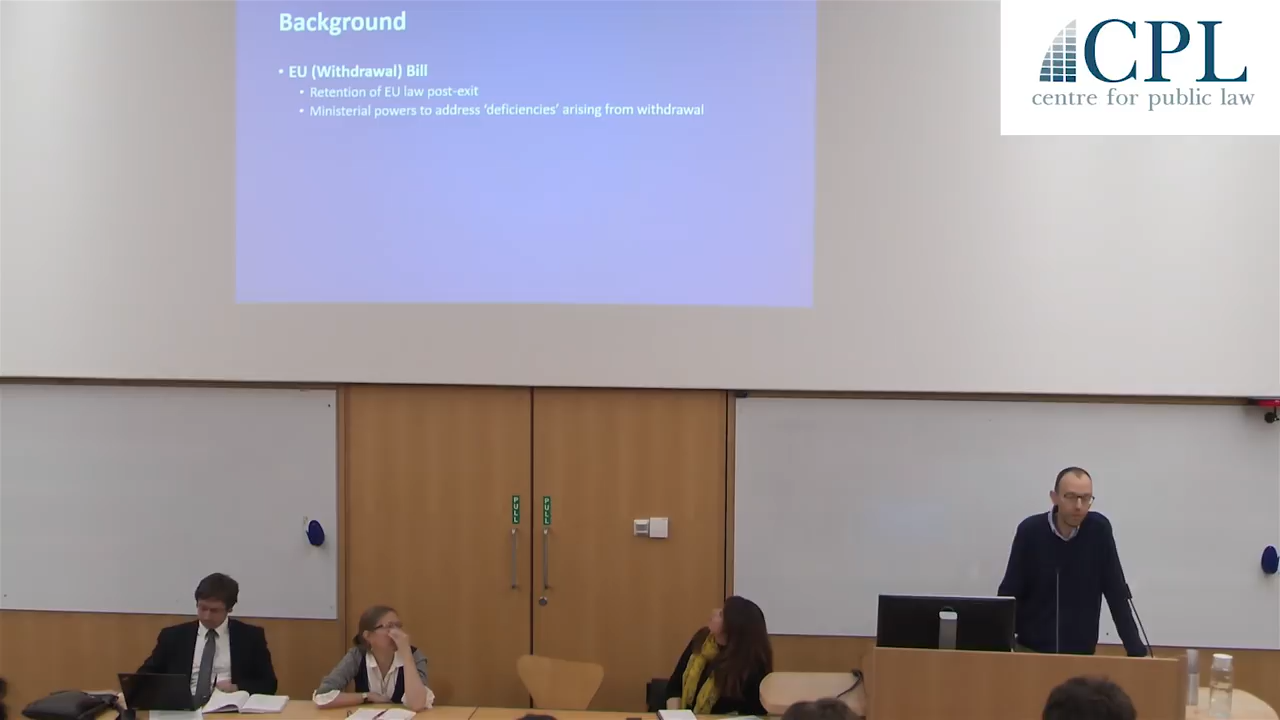 Background
• EU (Withdrawal) Bill
• Retention of EU law post-exit
• Ministerial powers to address ‘deficiencies’ arising from withdrawal
CPL
centre for public law
PULL
PULL